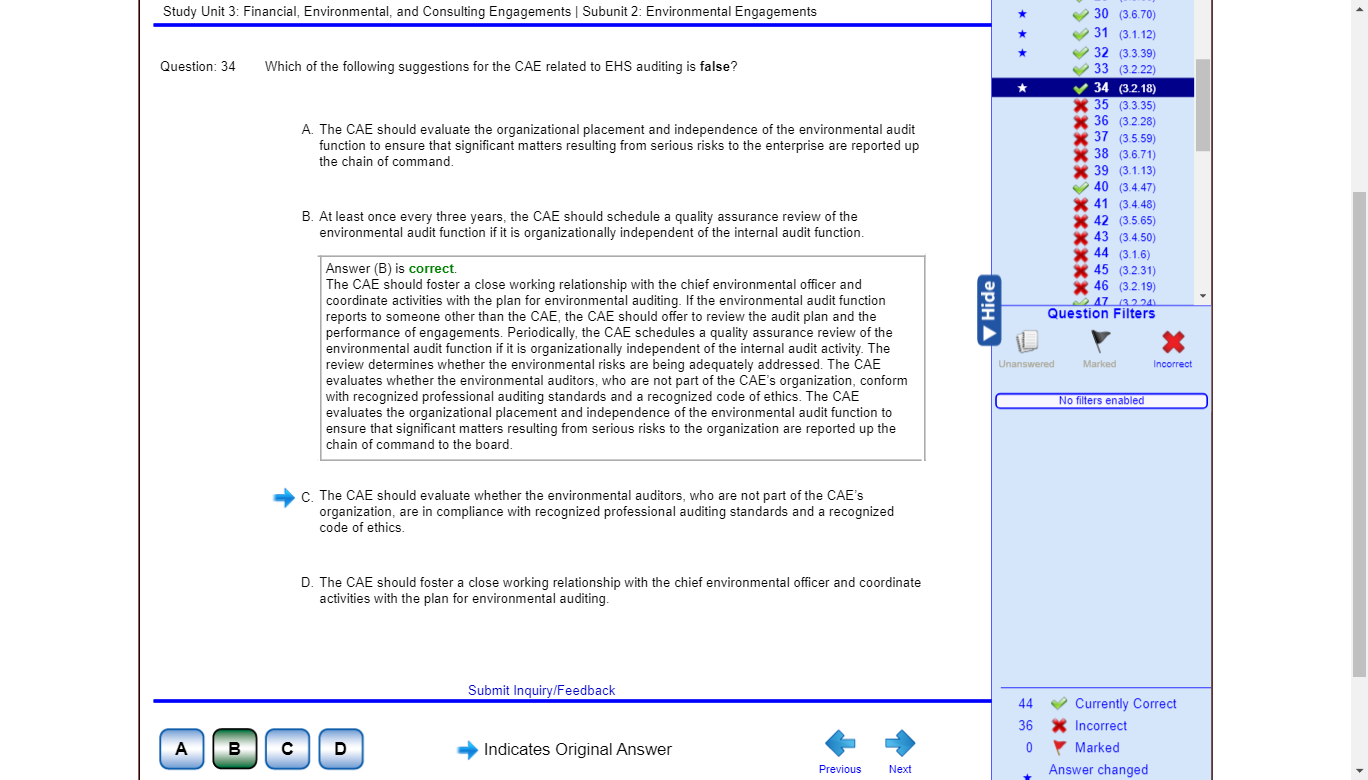 Study Unit 3: Financial, Environmental, and Consulting Engagements | Subunit 2: Environmental Engagements
Question: 34 Which of the following suggestions for the CAE related to EHS auditing is false?
A. The CAE should evaluate the organizational placement and independence of the environmental audit
function to ensure that significant matters resulting from serious risks to the enterprise are reported up
the chain of command.
B. At least once every three years, the CAE should schedule a quality assurance review of the
environmental audit function if it is organizationally independent of the internal audit function.
Answer (B) is correct.
The CAE should foster a close working relationship with the chief environmental officer and
coordinate activities with the plan for environmental auditing. If the environmental audit function
reports to someone other than the CAE, the CAE should offer to review the audit plan and the
performance of engagements. Periodically, the CAE schedules a quality assurance review of the
environmental audit function if it is organizationally independent of the internal audit activity. The
review determines whether the environmental risks are being adequately addressed. The CAE
evaluates whether the environmental auditors, who are not part of the CAE's organization, conform
with recognized professional auditing standards and a recognized code of ethics. The CAE
evaluates the organizational placement and independence of the environmental audit function to
ensure that significant matters resulting from serious risks to the organization are reported up the
chain of command to the board.
C. The CAE should evaluate whether the environmental auditors, who are not part of the CAE's
organization, are in compliance with recognized professional auditing standards and a recognized
code of ethics.
D. The CAE should foster a close working relationship with the chief environmental officer and coordinate
activities with the plan for environmental auditing.
Submit Inquiry/Feedback
A B C D
Indicates Original Answer
Previous Next
30 (3.6.70)
31 (3.1.12)
32 (3.3.39)
33 (3.2.22)
34 (3.2.18)
35 (3.3.35)
36 (3.2.28)
37 (3.5.59)
38 (3.6.71)
39 (3.1.13)
40 (3.4.47)
41 (3.4.48)
42 (3.5.65)
43 (3.4.50)
44 (3.1.6)
45 (3.2.31)
46 (3.2.19)
47 (3.2.24)
Hide
Question Filters
Unanswered Marked Incorrect
No filters enabled
44 Currently Correct
36 Incorrect
0 Marked
Answer changed